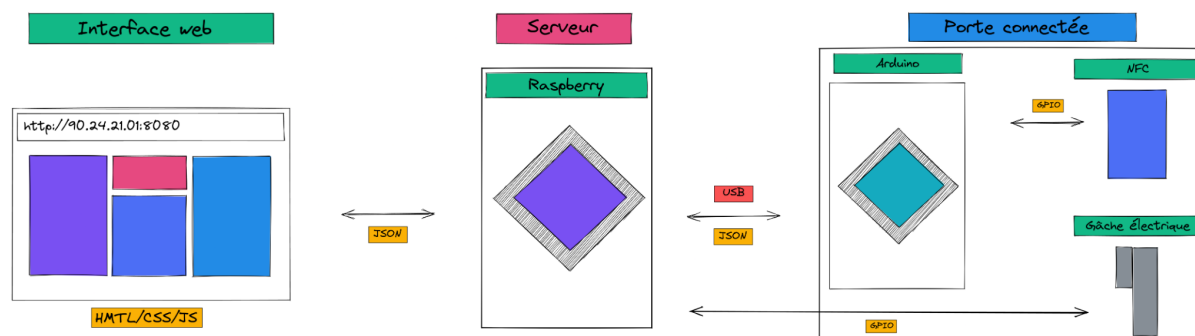 Interface web
Serveur
Porte connectée
Raspberry
Arduino
NFC
GPIO
http://90.24.21.01:8080
USB
JSON
JSON
Gâche électrique
HMTL/CSS/JS
GPIO